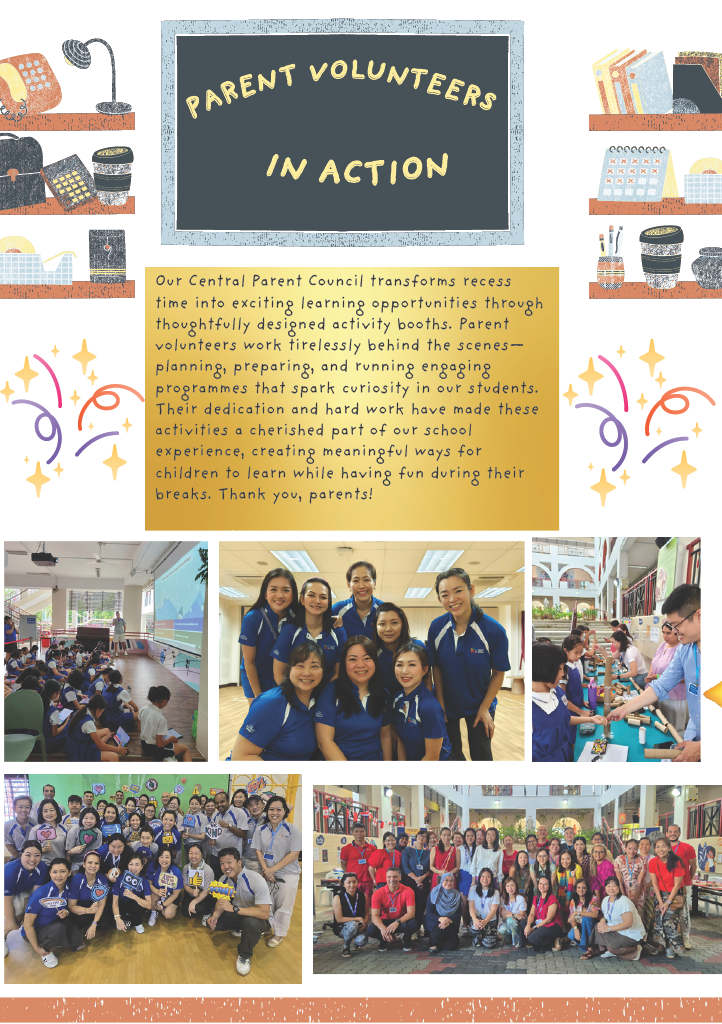 PARENT VOLUNTEERS
IN ACTION
Our Central Parent Council transforms recess
time into exciting learning opportunities through
thoughtfully designed activity booths. Parent
volunteers work tirelessly behind the scenes—
planning, preparing, and running engaging
programmes that spark curiosity in our students.
Their dedication and hard work have made these
activities a cherished part of our school
experience, creating meaningful ways for
children to learn while having fun during their
breaks. Thank you, parents!